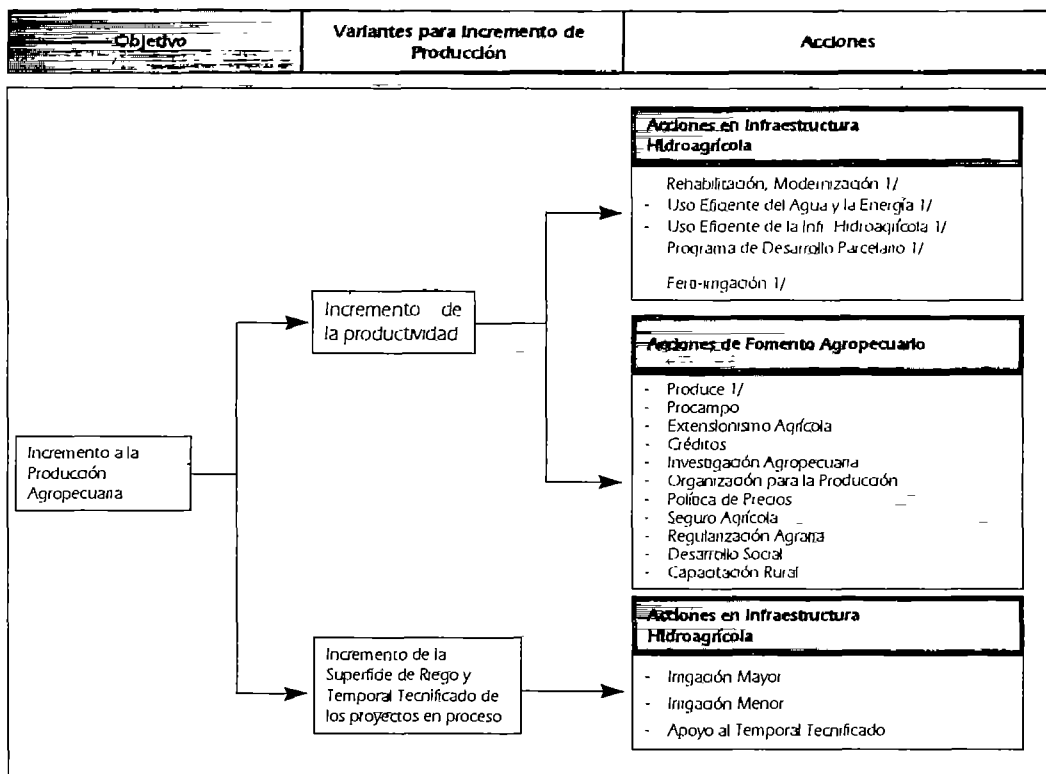 Objetivo
Variantes para Incremento de
Producción
Acciones
Acciones en Infraestructura
Hidroagrícola
Rehabilitación, Modernización 1/
- Uso Eficente del Agua y la Energía 1/
- Uso Eficente de la Infr. Hidroagrícola 1/
Programa de Desarrollo Parcelario 1/
Ferti-irrigación 1/
Incremento de
la productividad
Acciones de Fomento Agropecuario
- Produce 1/
- Procampo
- Extensionismo Agrícola
- Créditos
- Investigación Agropecuaria
- Organización para la Producción
- Política de Precios
- Seguro Agrícola
- Regularización Agraria
- Desarrollo Social
- Capacitación Rural
Incremento a la
Producción
Agropecuaria
Incremento de la
Superficie de Riego y
Temporal Tecnificado de
los proyectos en proceso
Acciones en Infraestructura
Hidroagrícola
- Irrigación Mayor
- Irrigación Menor
- Apoyo al Temporal Tecnificado